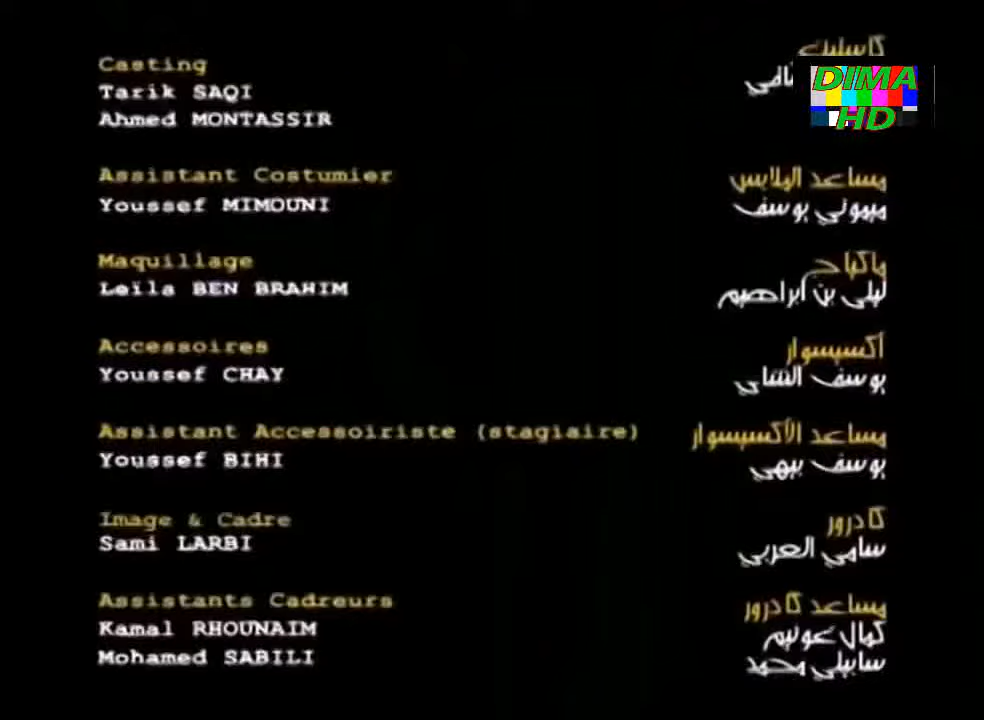 Casting
كاستينك
Tarik SAQI
Ahmed MONTASSIR
DIMA
HD
Assistant Costumier
مساعد الملابس
Youssef MIMOUNI
ميموني يوسف
Maquillage
ماكياج
Leïla BEN BRAHIM
ليلى بن ابراهيم
Accessoires
أكسيسوار
Youssef CHAY
يوسف الشاي
Assistant Accessoiriste (stagiaire)
مساعد الأكسيسوار
Youssef BIHI
يوسف بيهي
Image & Cadre
كادرور
Sami LARBI
سامي العربي
Assistants Cadreurs
مساعد كادرور
Kamal RHOUNAIM
كمال غونيم
Mohamed SABILI
سابيلي محمد